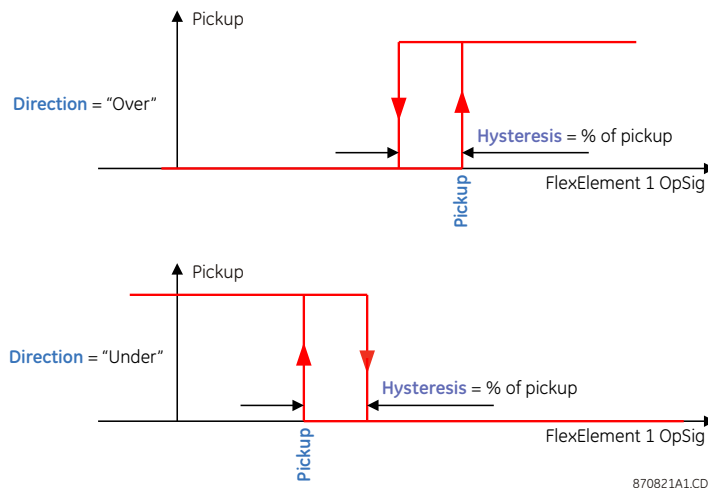 Pickup
Direction = “Over”
Hysteresis = % of pickup
FlexElement 1 OpSig
Pickup
Pickup
Direction = “Under”
Hysteresis = % of pickup
FlexElement 1 OpSig
Pickup
870821A1.CD